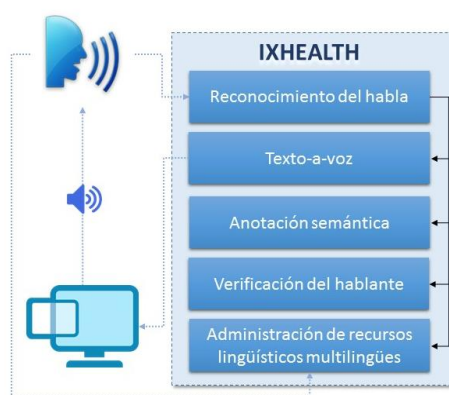 IXHEALTH
Reconocimiento del habla
Texto-a-voz
Anotación semántica
Verificación del hablante
Administración de recursos
lingüísticos multilingües